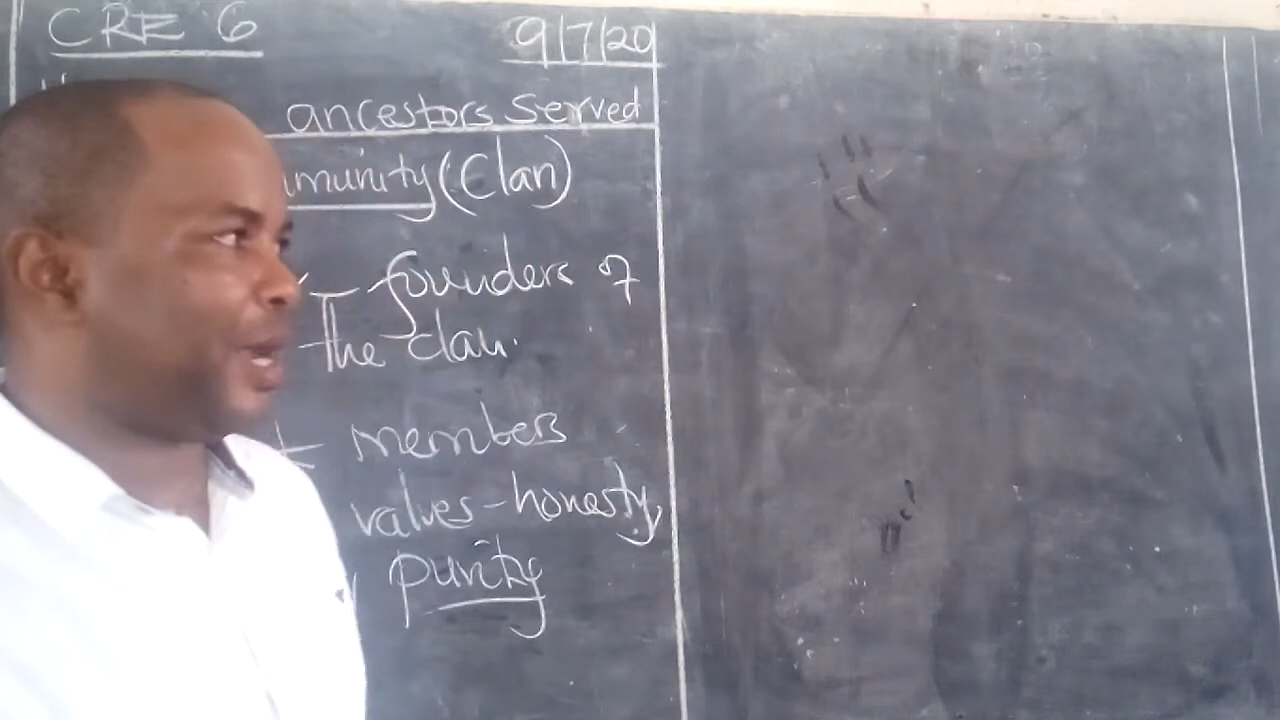 CRE 6
9/7/20
ancestors served
munity (Clan)
- founders of
the clan.
members
values - honesty,
purity